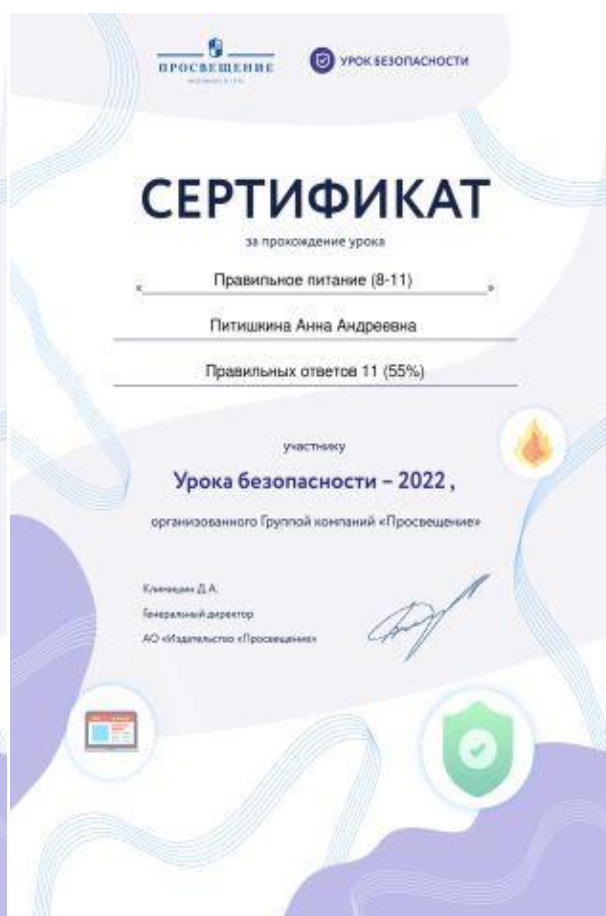 ПРОСВЕЩЕНИЕ
УРОК БЕЗОПАСНОСТИ
СЕРТИФИКАТ
за прохождение урока
« Правильное питание (8-11) »
Питишкина Анна Андреевна
Правильных ответов 11 (55%)
участнику
Урока безопасности – 2022 ,
организованного Группой компаний «Просвещение»
Климишин Д.А.
Генеральный директор
АО «Издательство «Просвещение»